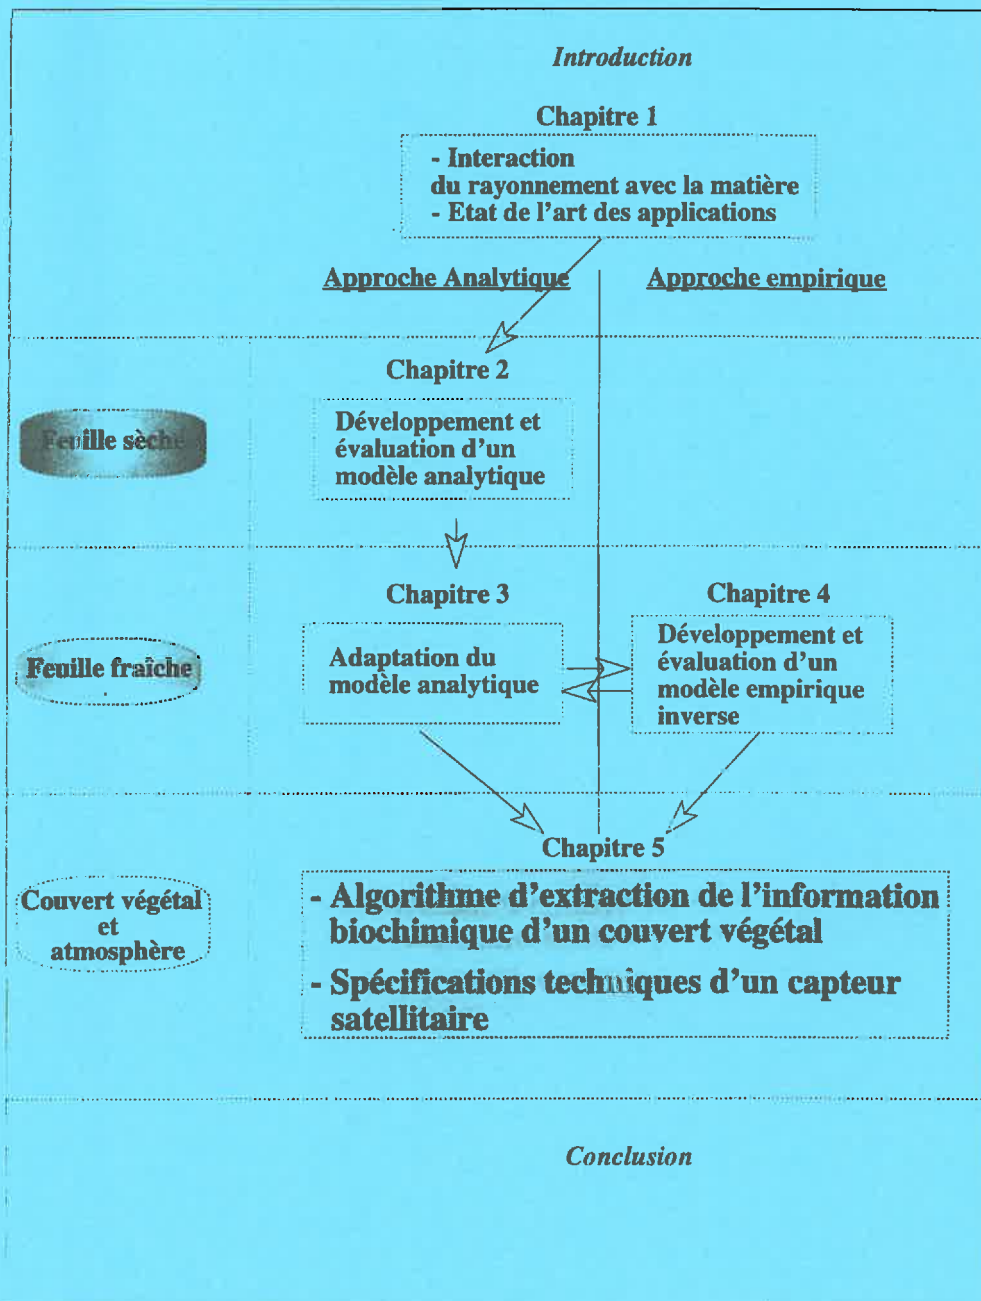 Introduction
Chapitre 1
- Interaction
du rayonnement avec la matière
- Etat de l'art des applications
Approche Analytique
Approche empirique
Chapitre 2
Feuille sèche
Développement et
évaluation d'un
modèle analytique
Chapitre 3
Chapitre 4
Feuille fraîche
Adaptation du
modèle analytique
Développement et
évaluation d'un
modèle empirique
inverse
Chapitre 5
Couvert végétal
et
atmosphère
- Algorithme d'extraction de l'information
biochimique d'un couvert végétal
- Spécifications techniques d'un capteur
satellitaire
Conclusion